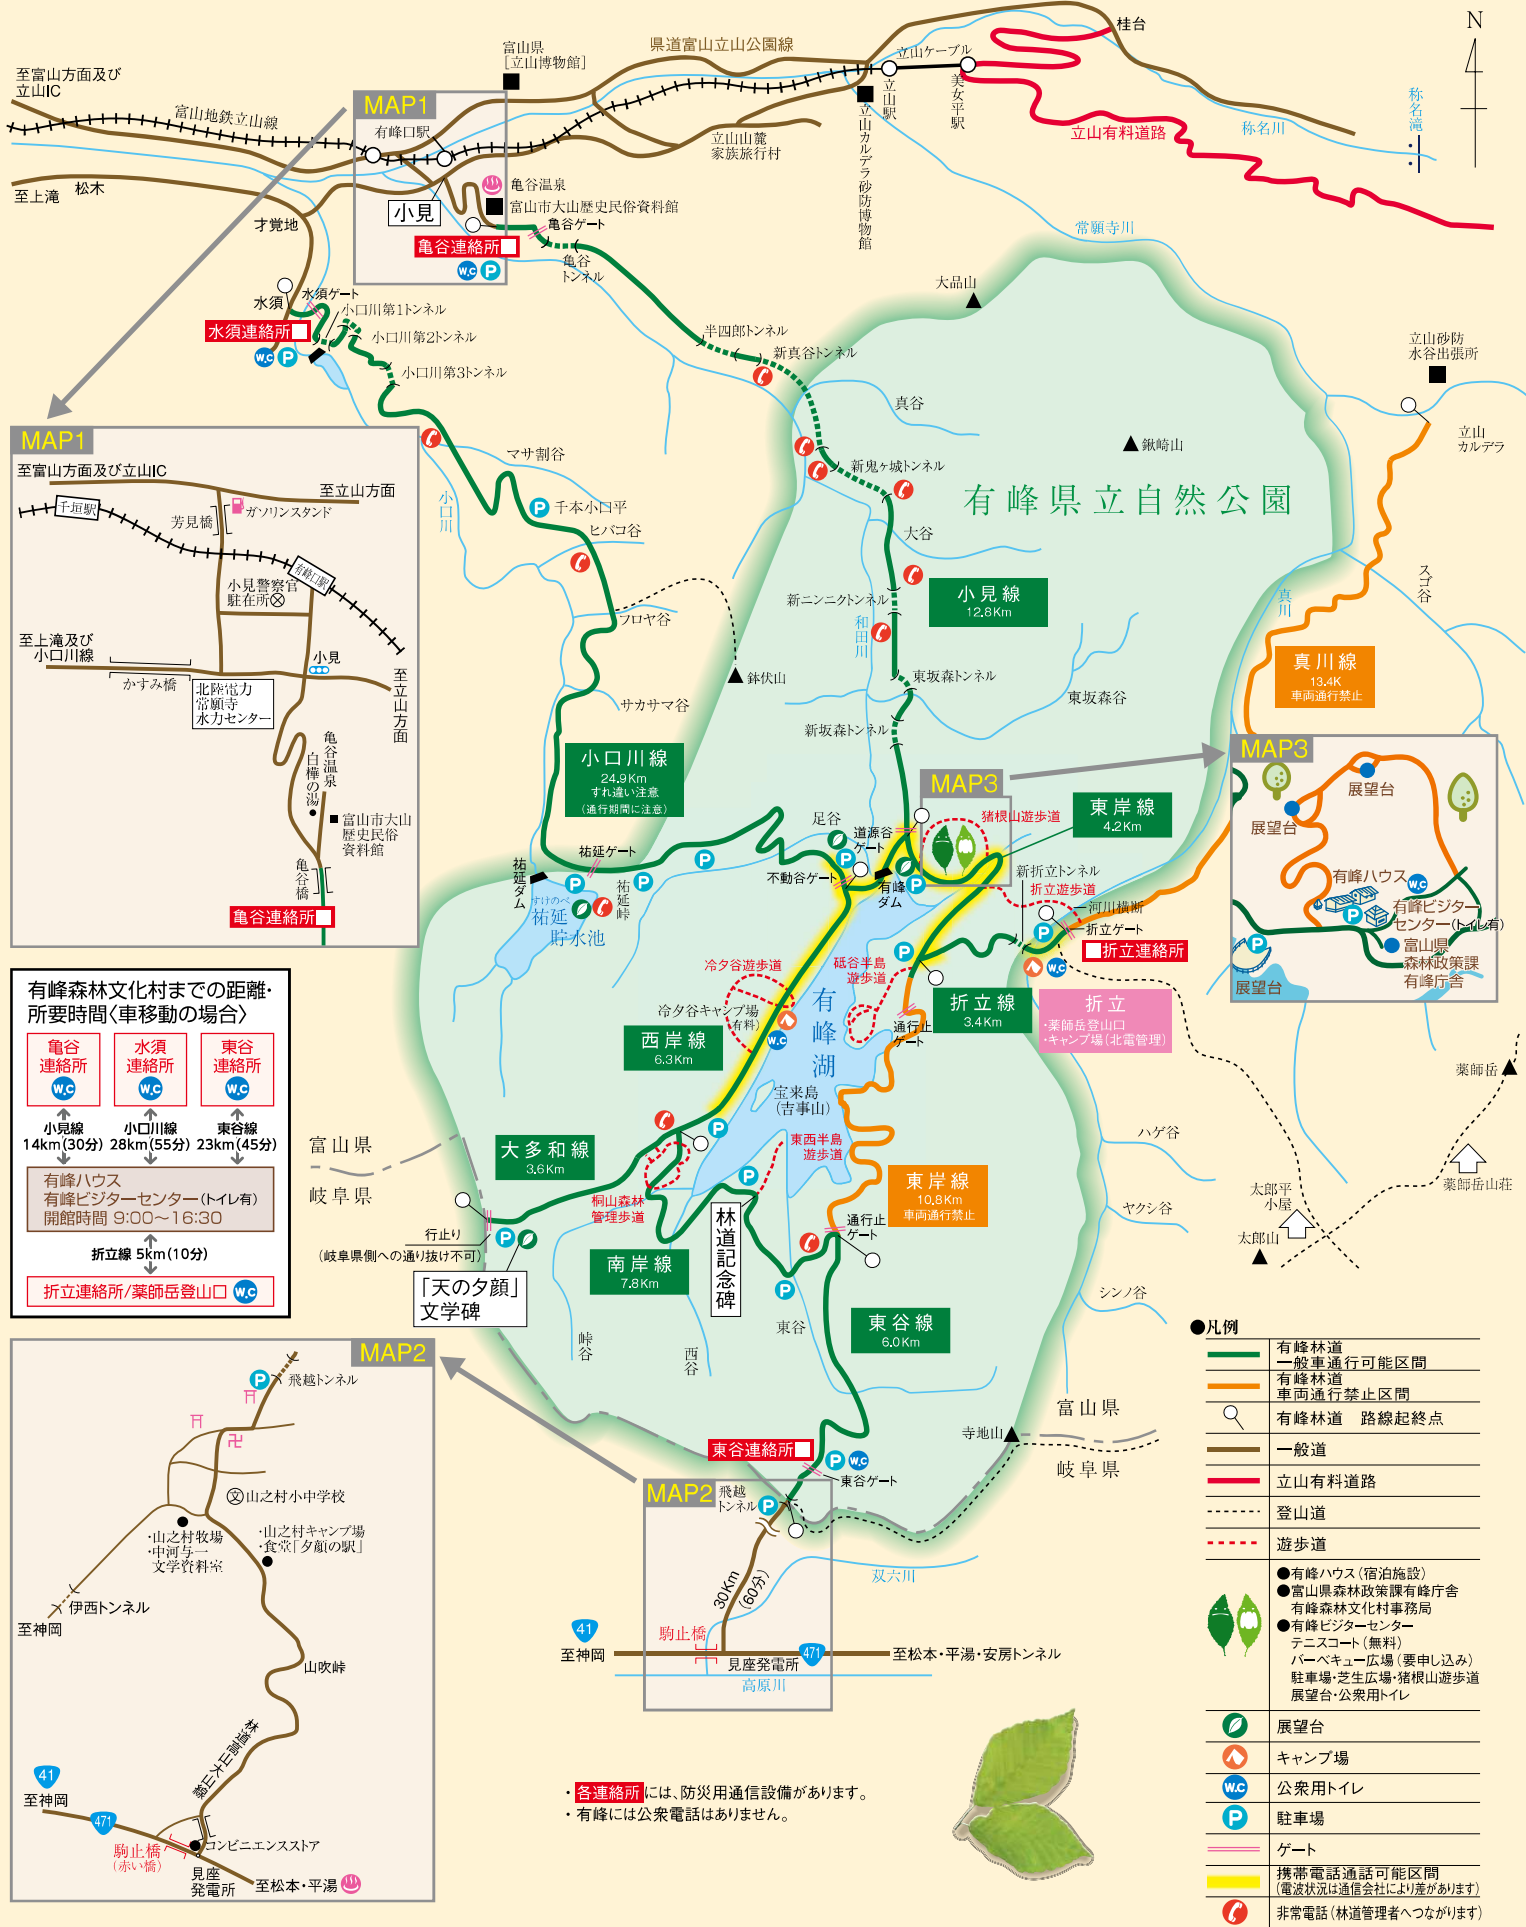 至富山方面及び
立山IC
富山地鉄立山線
MAP1
有峰口駅
富山県
[立山博物館]
県道富山立山公園線
立山ケーブル
桂台
N
立山駅
美女平駅
立山カルデラ砂防博物館
立山山麓
家族旅行村
立山有料道路
称名川
称名滝
至上滝
松木
才覚地
小見
亀谷温泉
富山市大山歴史民俗資料館
亀谷ゲート
亀谷連絡所
W.C
P
亀谷
トンネル
常願寺川
大品山
水須
水須ゲート
水須連絡所
W.C
P
小口川第1トンネル
小口川第2トンネル
小口川第3トンネル
半四郎トンネル
新真谷トンネル
真谷
鍬崎山
立山砂防
水谷出張所
立山
カルデラ
マサ割谷
小口川
P
千本小口平
ヒバコ谷
新鬼ヶ城トンネル
有峰県立自然公園
大谷
小見線
12.8Km
新ニンニクトンネル
和田川
フロヤ谷
鉢伏山
サカサマ谷
東坂森トンネル
東坂森谷
新坂森トンネル
真川
スゴ谷
真川線
13.4K
車両通行禁止
MAP1
至富山方面及び立山IC
至立山方面
千垣駅
芳見橋
ガソリンスタンド
有峰口駅
小見警察官
駐在所
至上滝及び
小口川線
かすみ橋
小見
北陸電力
常願寺
水力センター
至立山方面
亀谷温泉
白樺の湯
富山市大山
歴史民俗
資料館
亀谷橋
亀谷連絡所
小口川線
24.9Km
すれ違い注意
(通行期間に注意)
足谷
MAP3
道源谷
ゲート
猪根山遊歩道
東岸線
4.2Km
祐延ゲート
祐延ダム
P
P
P
P
祐延峠
すけのべ
祐延
貯水池
不動谷ゲート
有峰
ダム
P
新折立トンネル
折立遊歩道
河川横断
折立ゲート
P
折立連絡所
W.C
MAP3
展望台
展望台
有峰ハウス
W.C
P
有峰ビジター
センター(トイレ有)
富山県
森林政策課
有峰庁舎
P
展望台
冷夕谷遊歩道
砥谷半島
遊歩道
P
有峰湖
冷夕谷キャンプ場
(有料)
W.C
西岸線
6.3Km
折立線
3.4Km
通行止
ゲート
折立
・薬師岳登山口
・キャンプ場(北電管理)
宝来島
(吉事山)
薬師岳
ハゲ谷
ヤクシ谷
太郎平
小屋
太郎山
薬師岳山荘
シンノ谷
有峰森林文化村までの距離・
所要時間〈車移動の場合〉
亀谷
連絡所
W.C
水須
連絡所
W.C
東谷
連絡所
W.C
小見線
14km(30分)
小口川線
28km(55分)
東谷線
23km(45分)
有峰ハウス
有峰ビジターセンター(トイレ有)
開館時間 9:00〜16:30
折立線 5km(10分)
折立連絡所/薬師岳登山口 W.C
富山県
岐阜県
大多和線
3.6Km
P
東西半島
遊歩道
P
桐山森林
管理歩道
東岸線
10.8Km
車両通行禁止
行止り
(岐阜県側への通り抜け不可)
P
「天の夕顔」
文学碑
南岸線
7.8Km
林道記念碑
通行止
ゲート
P
東谷
東谷線
6.0Km
峠谷
西谷
東谷連絡所
P
W.C
東谷ゲート
寺地山
富山県
岐阜県
MAP2
飛越
トンネル
P
双六川
30Km
(60分)
41
至神岡
駒止橋
見座発電所
471
至松本・平湯・安房トンネル
高原川
MAP2
P
飛越トンネル
文
山之村小中学校
・山之村牧場
・中河与一
文学資料室
・山之村キャンプ場
・食堂「夕顔の駅」
伊西トンネル
至神岡
山吹峠
林道高山大山線
41
至神岡
471
駒止橋
(赤い橋)
コンビニエンスストア
見座
発電所
至松本・平湯
・各連絡所には、防災用通信設備があります。
・有峰には公衆電話はありません。
●凡例
有峰林道
一般車通行可能区間
有峰林道
車両通行禁止区間
有峰林道 路線起終点
一般道
立山有料道路
登山道
遊歩道
●有峰ハウス(宿泊施設)
●富山県森林政策課有峰庁舎
有峰森林文化村事務局
●有峰ビジターセンター
テニスコート(無料)
バーベキュー広場(要申し込み)
駐車場・芝生広場・猪根山遊歩道
展望台・公衆用トイレ
展望台
キャンプ場
W.C
公衆用トイレ
P
駐車場
ゲート
携帯電話通話可能区間
(電波状況は通信会社により差があります)
非常電話(林道管理者へつながります)